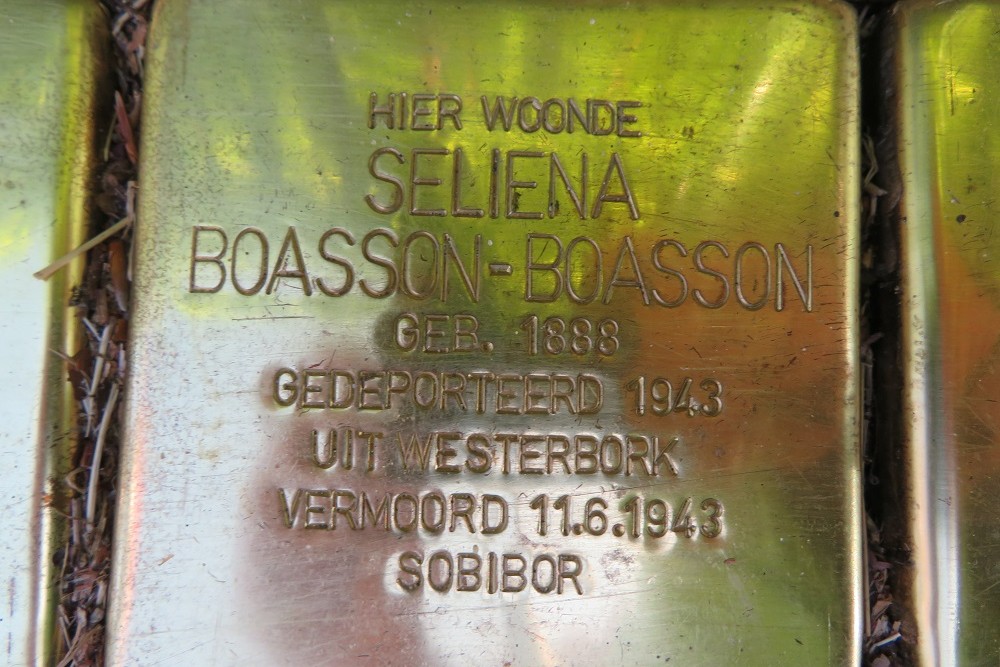 HIER WOONDE
SELIENA
BOASSON-BOASSON
GEB. 1888
GEDEPORTEERD 1943
UIT WESTERBORK
VERMOORD 11.6.1943
SOBIBOR